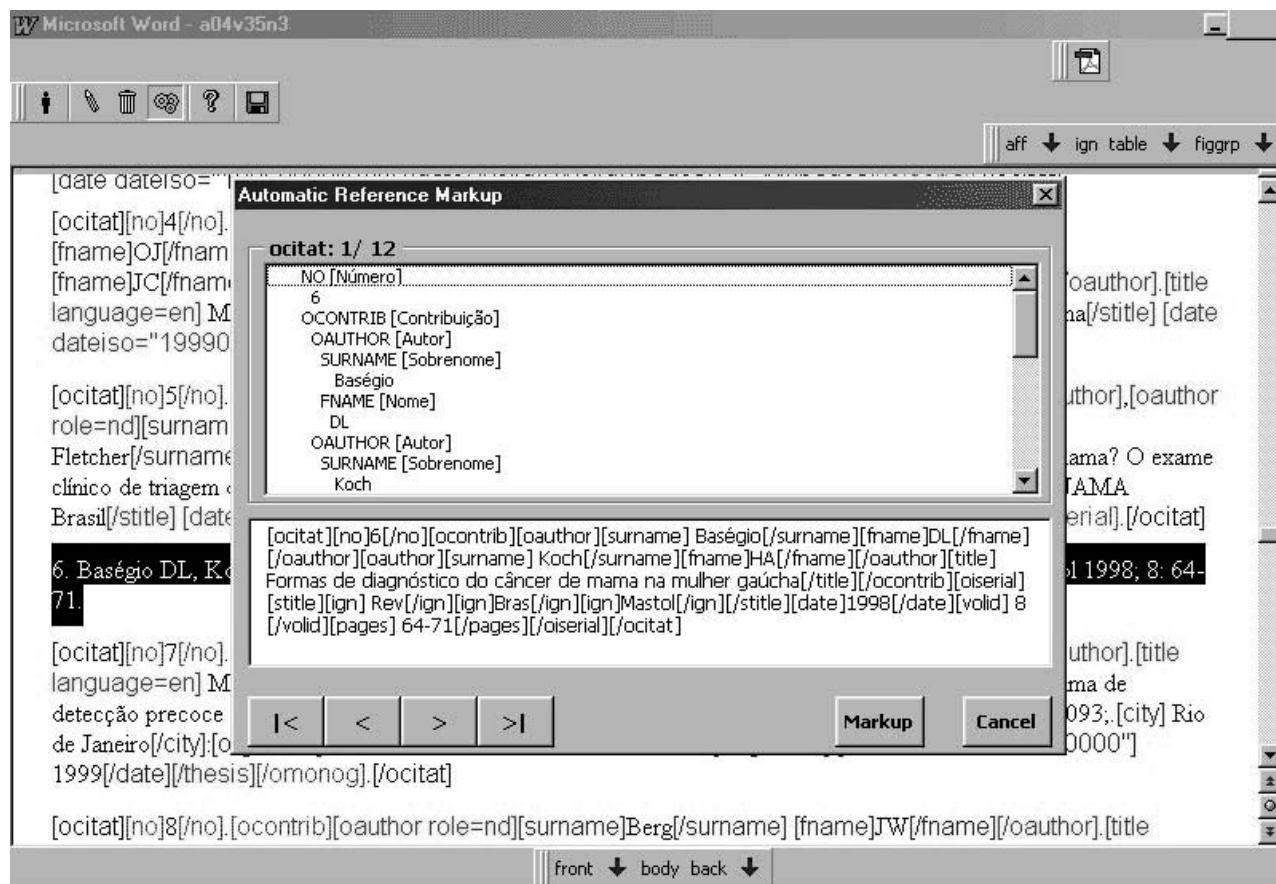 Microsoft Word - a04v35n3
aff ign table figgrp
[date dateiso="1
Automatic Reference Markup
[ocitat][no]4[/no].
[fname]OJ[/fnam
[fname]JC[/fnam
/oauthor].[title
language=en] M
na[/stitle] [date
dateiso="19990
ocitat: 1/ 12
NO [Número]
6
OCONTRIB [Contribuição]
OAUTHOR [Autor]
SURNAME [Sobrenome]
Baségio
FNAME [Nome]
DL
OAUTHOR [Autor]
SURNAME [Sobrenome]
Koch
[ocitat][no]5[/no].
uthor],[oauthor
role=nd][surnam
Fletcher[/surname
ama? O exame
clínico de triagem
JAMA
Brasil[/stitle] [date
erial].[/ocitat]
[ocitat][no]6[/no][ocontrib][oauthor][surname] Baségio[/surname][fname]DL[/fname]
[/oauthor][oauthor][surname] Koch[/surname][fname]HA[/fname][/oauthor][title]
Formas de diagnóstico do câncer de mama na mulher gaúcha[/title][/ocontrib][oiserial]
[stitle][ign] Rev[/ign][ign]Bras[/ign][ign]Mastol[/ign][/stitle][date]1998[/date][volid] 8
[/volid][pages] 64-71[/pages][/oiserial][/ocitat]
6. Baségio DL, Ko
ol 1998; 8: 64-
71.
[ocitat][no]7[/no].
uthor].[title
language=en] M
ma de
detecção precoce
093;.[city] Rio
de Janeiro[/city]:[o
0000"]
1999[/date][/thesis][/omonog].[/ocitat]
|< < > >| Markup Cancel
[ocitat][no]8[/no].[ocontrib][oauthor role=nd][surname]Berg[/surname] [fname]JW[/fname][/oauthor].[title
front body back